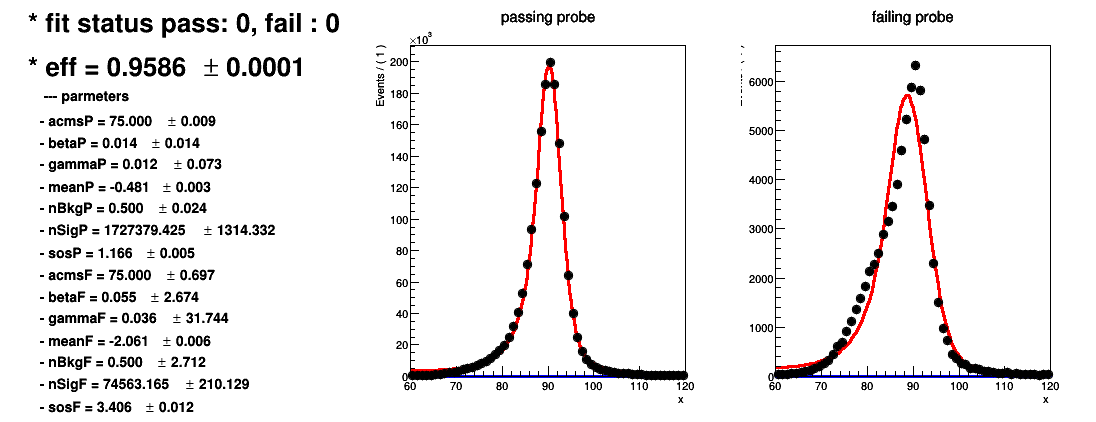 * fit status pass: 0, fail : 0
* eff = 0.9586 ± 0.0001
--- parmeters
- acmsP = 75.000 ± 0.009
- betaP = 0.014 ± 0.014
- gammaP = 0.012 ± 0.073
- meanP = -0.481 ± 0.003
- nBkgP = 0.500 ± 0.024
- nSigP = 1727379.425 ± 1314.332
- sosP = 1.166 ± 0.005
- acmsF = 75.000 ± 0.697
- betaF = 0.055 ± 2.674
- gammaF = 0.036 ± 31.744
- meanF = -2.061 ± 0.006
- nBkgF = 0.500 ± 2.712
- nSigF = 74563.165 ± 210.129
- sosF = 3.406 ± 0.012
passing probe
×10³
Events / ( 1 )
200
180
160
140
120
100
80
60
40
20
0
60 70 80 90 100 110 120
x
failing probe
6000
5000
4000
3000
2000
1000
0
60 70 80 90 100 110 120
x